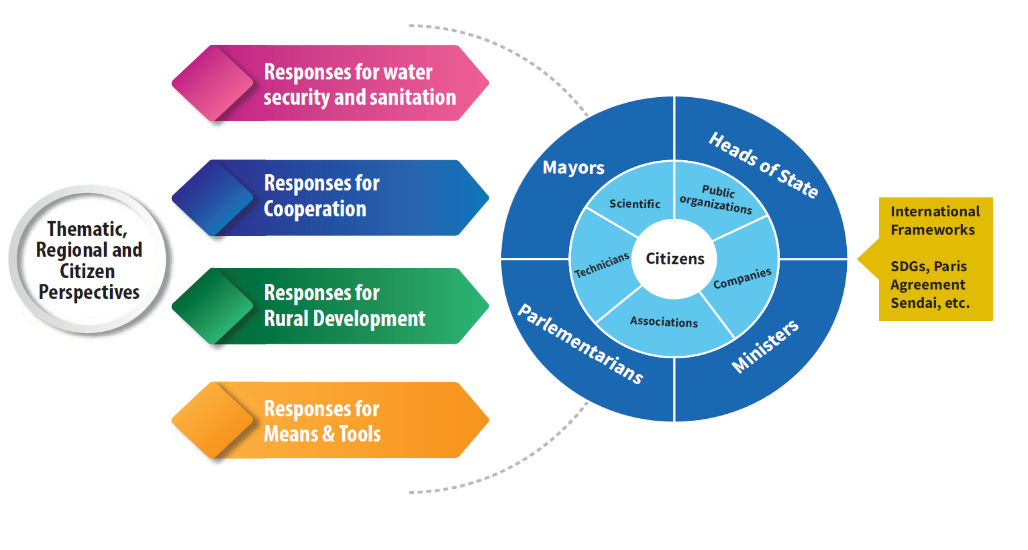 Thematic,
Regional and
Citizen
Perspectives
Responses for water
security and sanitation
Responses for
Cooperation
Responses for
Rural Development
Responses for
Means & Tools
Mayors
Heads of State
Parlementarians
Ministers
Scientific
Public
organizations
Technicians
Companies
Associations
Citizens
International
Frameworks
SDGs, Paris
Agreement
Sendai, etc.